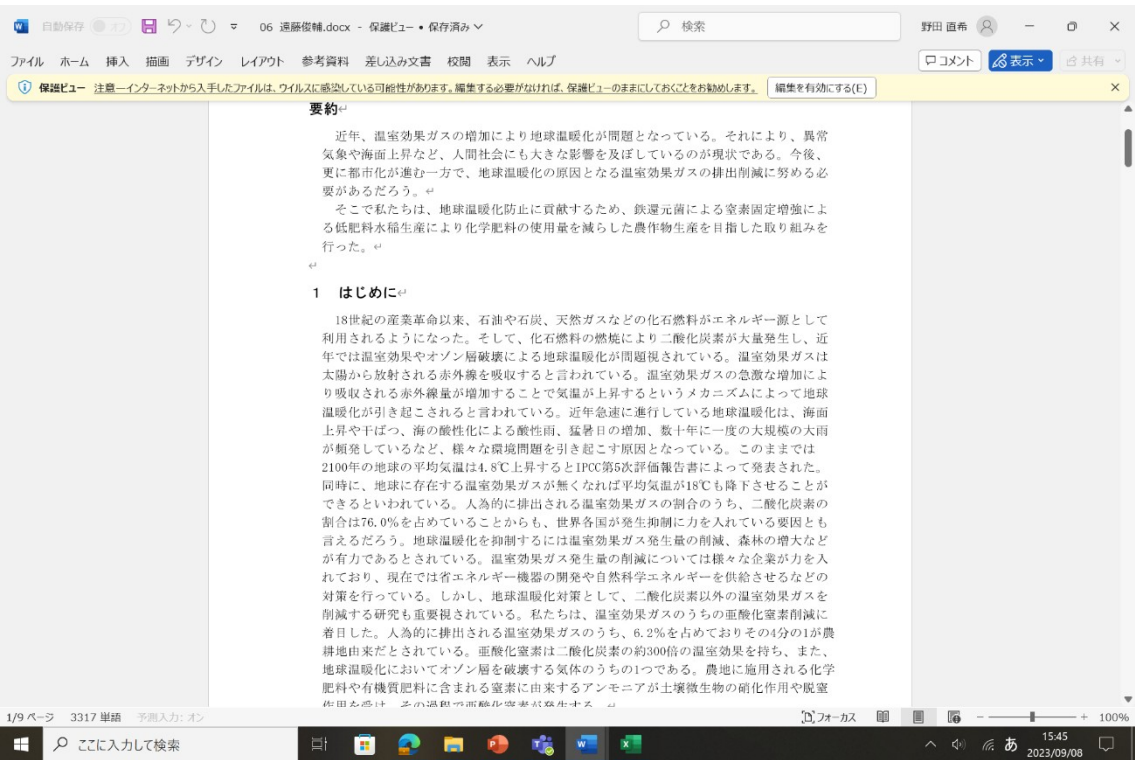 自動保存 オフ 06 遠藤俊輔.docx - 保護ビュー • 保存済み 検索 野田 直希
ファイル ホーム 挿入 描画 デザイン レイアウト 参考資料 差し込み文書 校閲 表示 ヘルプ コメント 表示 共有
保護ビュー 注意―インターネットから入手したファイルは、ウイルスに感染している可能性があります。編集する必要がなければ、保護ビューのままにしておくことをお勧めします。 編集を有効にする(E)
要約
近年、温室効果ガスの増加により地球温暖化が問題となっている。それにより、異常
気象や海面上昇など、人間社会にも大きな影響を及ぼしているのが現状である。今後、
更に都市化が進む一方で、地球温暖化の原因となる温室効果ガスの排出削減に努める必
要があるだろう。
そこで私たちは、地球温暖化防止に貢献するため、鉄還元菌による窒素固定増強によ
る低肥料水稲生産により化学肥料の使用量を減らした農作物生産を目指した取り組みを
行った。
1 はじめに
18世紀の産業革命以来、石油や石炭、天然ガスなどの化石燃料がエネルギー源として
利用されるようになった。そして、化石燃料の燃焼により二酸化炭素が大量発生し、近
年では温室効果やオゾン層破壊による地球温暖化が問題視されている。温室効果ガスは
太陽から放射される赤外線を吸収すると言われている。温室効果ガスの急激な増加によ
り吸収される赤外線量が増加することで気温が上昇するというメカニズムによって地球
温暖化が引き起こされると言われている。近年急速に進行している地球温暖化は、海面
上昇や干ばつ、海の酸性化による酸性雨、猛暑日の増加、数十年に一度の大規模の大雨
が頻発しているなど、様々な環境問題を引き起こす原因となっている。このままでは
2100年の地球の平均気温は4.8℃上昇するとIPCC第5次評価報告書によって発表された。
同時に、地球に存在する温室効果ガスが無くなれば平均気温が18℃も降下させることが
できるといわれている。人為的に排出される温室効果ガスの割合のうち、二酸化炭素の
割合は76.0%を占めていることからも、世界各国が発生抑制に力を入れている要因とも
言えるだろう。地球温暖化を抑制するには温室効果ガス発生量の削減、森林の増大など
が有力であるとされている。温室効果ガス発生量の削減については様々な企業が力を入
れており、現在では省エネルギー機器の開発や自然科学エネルギーを供給させるなどの
対策を行っている。しかし、地球温暖化対策として、二酸化炭素以外の温室効果ガスを
削減する研究も重要視されている。私たちは、温室効果ガスのうちの亜酸化窒素削減に
着目した。人為的に排出される温室効果ガスのうち、6.2%を占めておりその4分の1が農
耕地由来だとされている。亜酸化窒素は二酸化炭素の約300倍の温室効果を持ち、また、
地球温暖化においてオゾン層を破壊する気体のうちの1つである。農地に施用される化学
肥料や有機質肥料に含まれる窒素に由来するアンモニアが土壌微生物の硝化作用や脱窒
作用を受け、その過程で亜酸化窒素が発生する。
1/9 ページ 3317 単語 予測入力: オン フォーカス 100%
ここに入力して検索 あ 15:45
2023/09/08